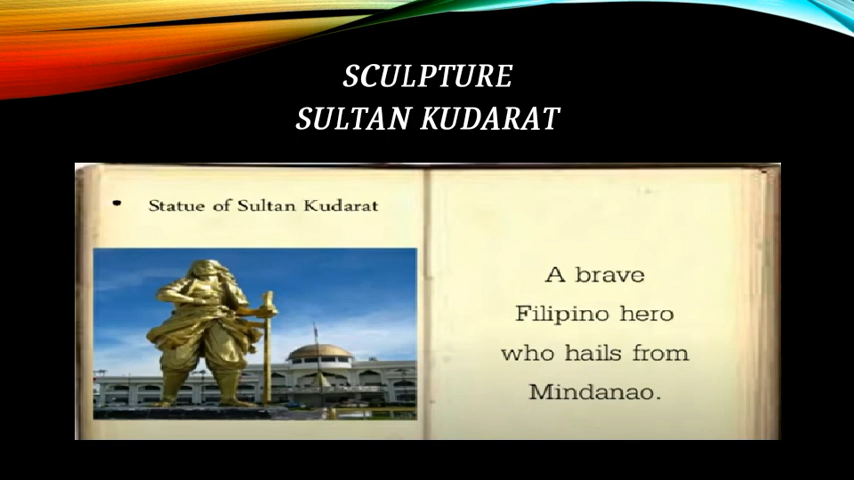 SCULPTURE
SULTAN KUDARAT
• Statue of Sultan Kudarat
A brave
Filipino hero
who hails from
Mindanao.